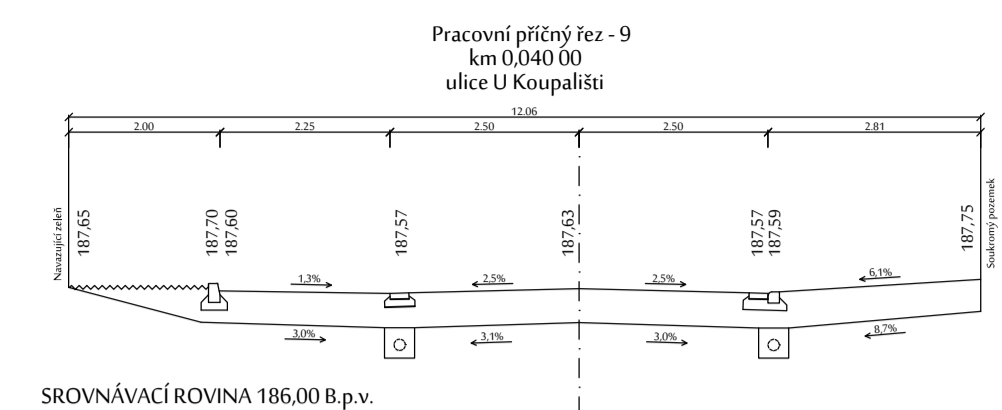 Pracovní příčný řez - 9
km 0,040 00
ulice U Koupališti
12.06
2.00 2.25 2.50 2.50 2.81
Navazující zeleň
187,65
187,70
187,60
187,57
187,63
187,57
187,59
187,75
Soukromý pozemek
1,3% 2,5% 2,5% 6,1%
3,0% 3,1% 3,0% 8,7%
SROVNÁVACÍ ROVINA 186,00 B.p.v.